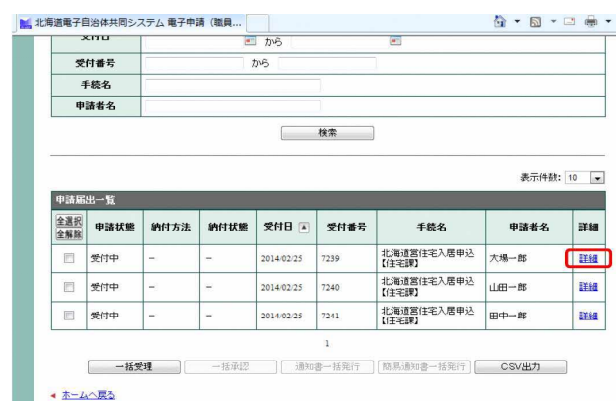 北海道電子自治体共同システム 電子申請（職員...
受付日 から
受付番号 から
手続名
申請者名
検索
表示件数: 10
申請届出一覧
全選択
全解除
申請状態 納付方法 納付状態 受付日 受付番号 手続名 申請者名 詳細
受付中 － － 2014/02/25 7239 北海道営住宅入居申込【住宅課】 大場一郎 詳細
受付中 － － 2014/02/25 7240 北海道営住宅入居申込【住宅課】 山田一郎 詳細
受付中 － － 2014/02/25 7241 北海道営住宅入居申込【住宅課】 田中一郎 詳細
1
一括受理 一括承認 通知書一括発行 簡易通知書一括発行 CSV出力
ホームへ戻る